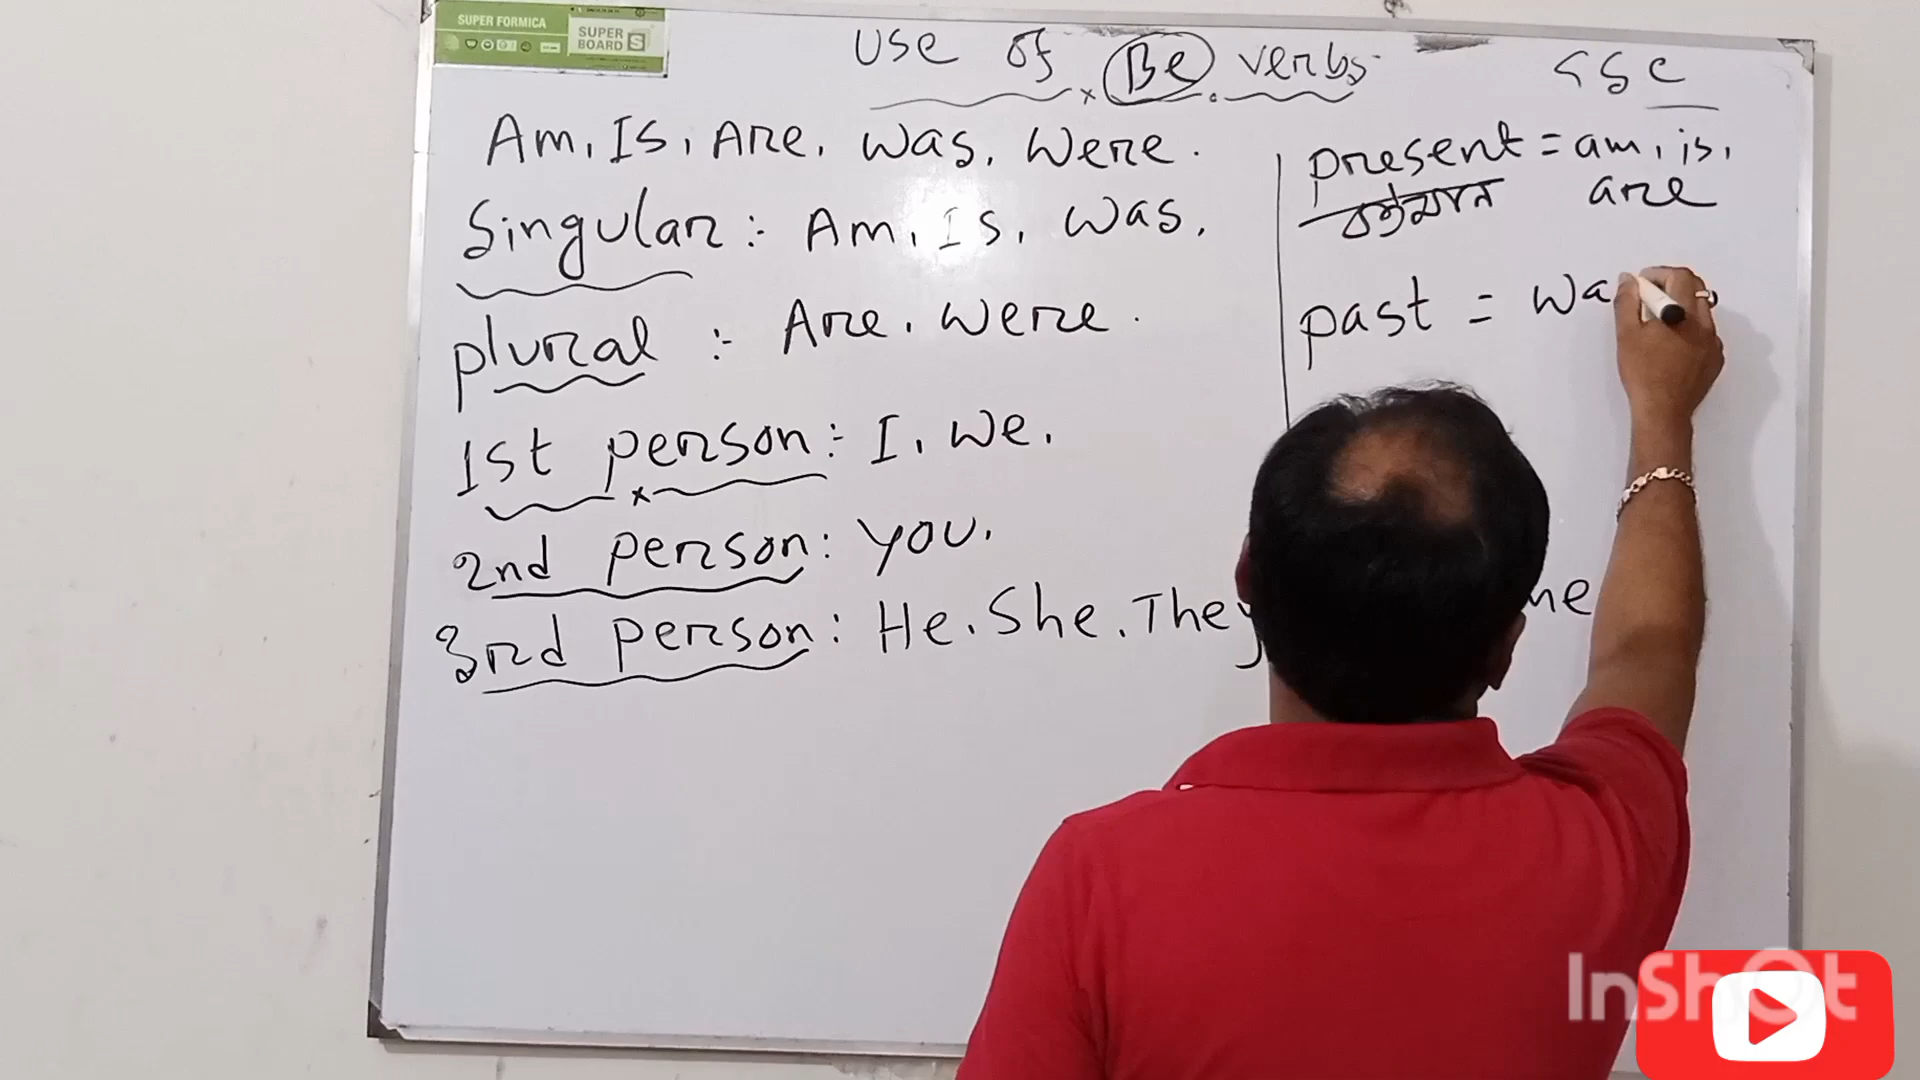 SUPER FORMICA
SUPER
BOARD S
Use of Be verbs
SSC
Am, Is, Are, was, were.
Singular :- Am, Is, was,
plural :- Are, were.
1st person : I, we.
2nd person : you.
3rd person : He. She. They
present = am, is,
বর্তমান are
past = wa
InShOt